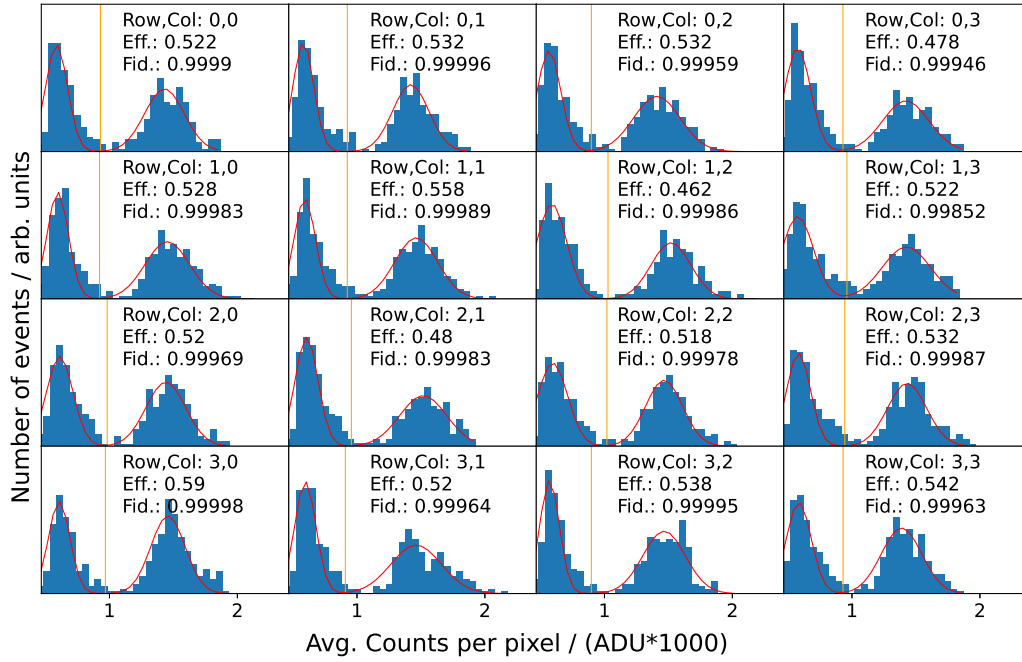 Number of events / arb. units
Row,Col: 0,0
Eff.: 0.522
Fid.: 0.9999
Row,Col: 0,1
Eff.: 0.532
Fid.: 0.99996
Row,Col: 0,2
Eff.: 0.532
Fid.: 0.99959
Row,Col: 0,3
Eff.: 0.478
Fid.: 0.99946
Row,Col: 1,0
Eff.: 0.528
Fid.: 0.99983
Row,Col: 1,1
Eff.: 0.558
Fid.: 0.99989
Row,Col: 1,2
Eff.: 0.462
Fid.: 0.99986
Row,Col: 1,3
Eff.: 0.522
Fid.: 0.99852
Row,Col: 2,0
Eff.: 0.52
Fid.: 0.99969
Row,Col: 2,1
Eff.: 0.48
Fid.: 0.99983
Row,Col: 2,2
Eff.: 0.518
Fid.: 0.99978
Row,Col: 2,3
Eff.: 0.532
Fid.: 0.99987
Row,Col: 3,0
Eff.: 0.59
Fid.: 0.99998
Row,Col: 3,1
Eff.: 0.52
Fid.: 0.99964
Row,Col: 3,2
Eff.: 0.538
Fid.: 0.99995
Row,Col: 3,3
Eff.: 0.542
Fid.: 0.99963
1 2 1 2 1 2 1 2
Avg. Counts per pixel / (ADU*1000)